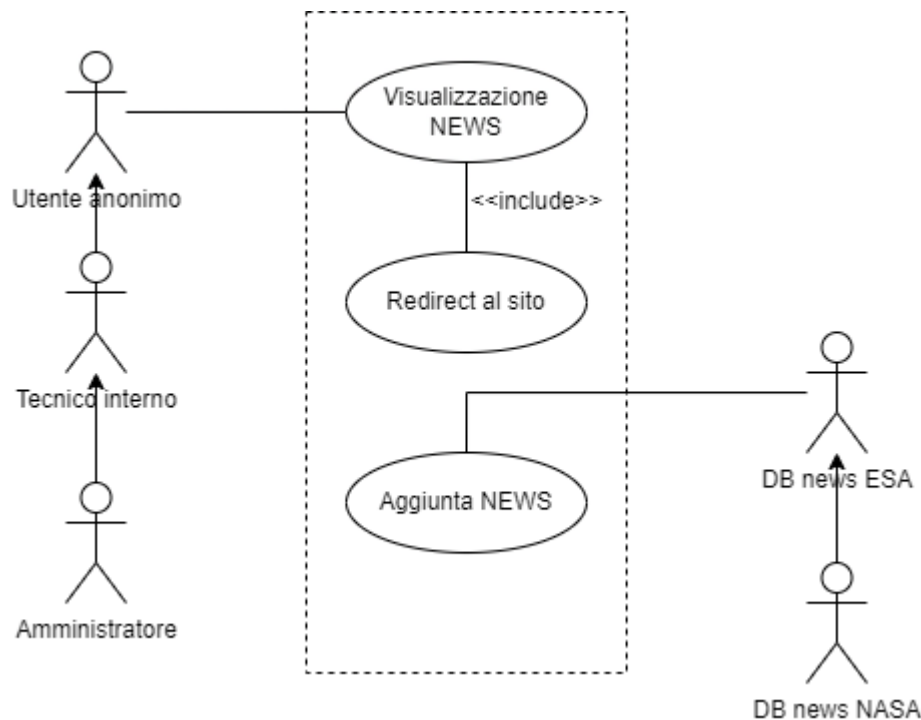 Visualizzazione
NEWS
Utente anonimo
<<include>>
Redirect al sito
Tecnico interno
DB news ESA
Aggiunta NEWS
Amministratore
DB news NASA